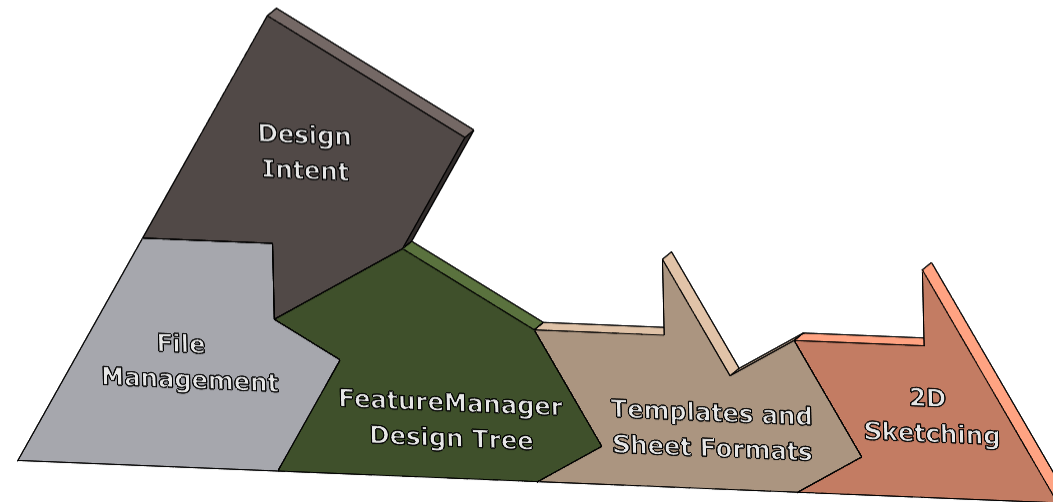 Design
Intent
File
Management
FeatureManager
Design Tree
Templates and
Sheet Formats
2D
Sketching